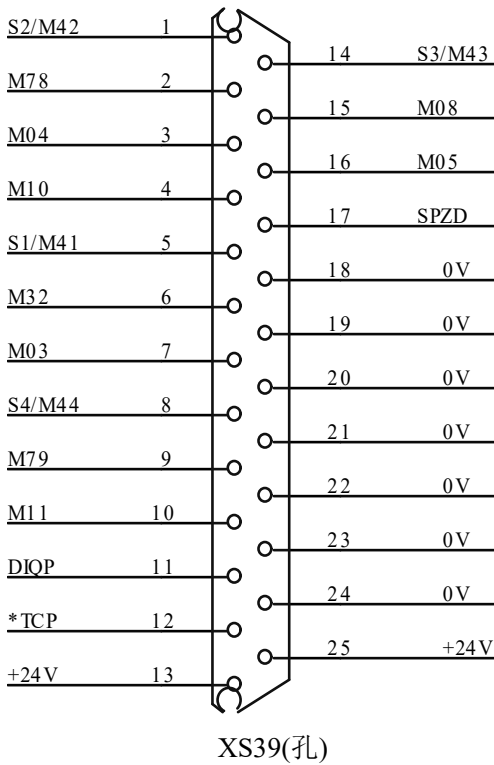 S2/M42 1
14 S3/M43
M78 2
15 M08
M04 3
16 M05
M10 4
17 SPZD
S1/M41 5
18 0V
M32 6
19 0V
M03 7
20 0V
S4/M44 8
21 0V
M79 9
22 0V
M11 10
23 0V
DIQP 11
24 0V
*TCP 12
25 +24V
+24V 13
XS39(孔)